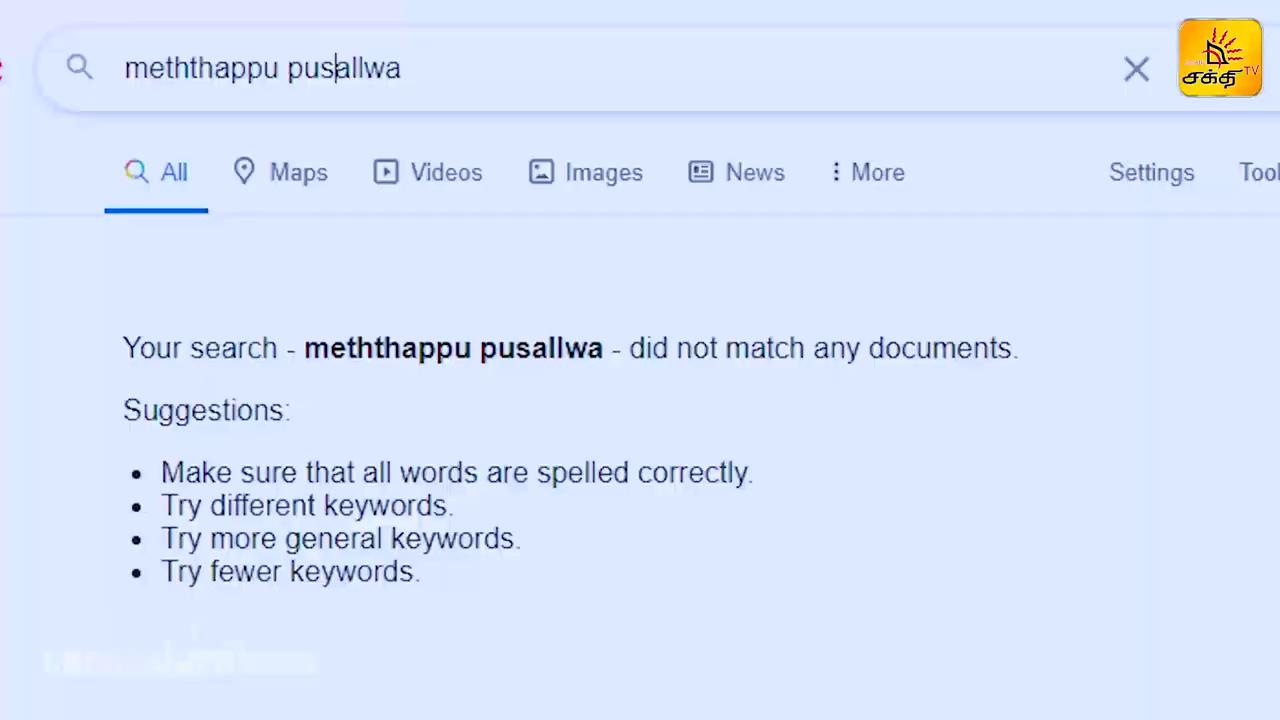 meththappu pusallwa
சக்தி TV
All Maps Videos Images News More Settings Tool
Your search - meththappu pusallwa - did not match any documents.
Suggestions:
• Make sure that all words are spelled correctly.
• Try different keywords.
• Try more general keywords.
• Try fewer keywords.